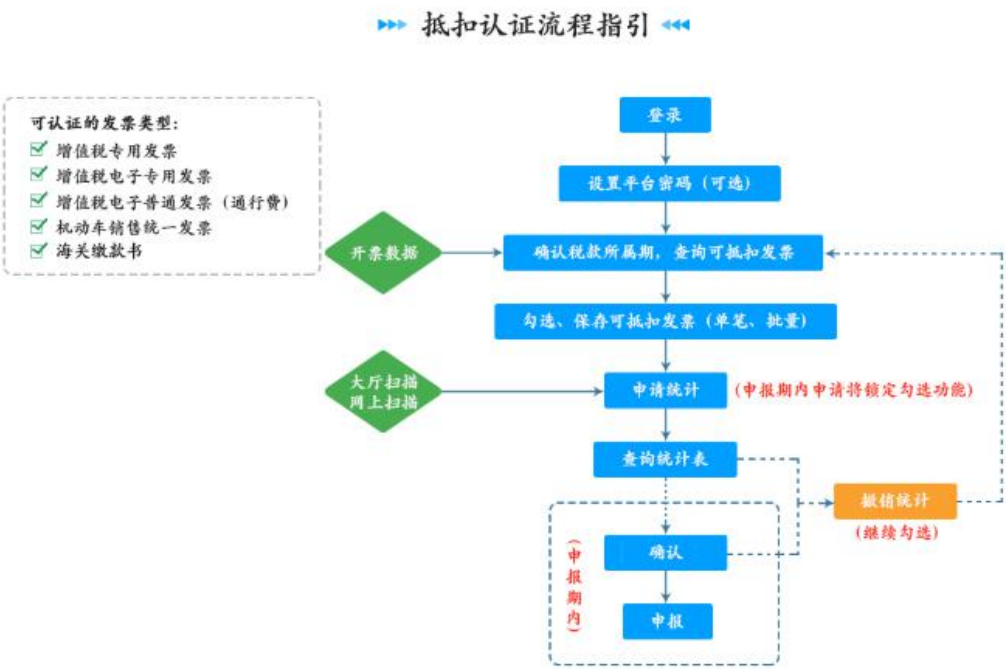 抵扣认证流程指引
可认证的发票类型:
增值税专用发票
增值税电子专用发票
增值税电子普通发票（通行费）
机动车销售统一发票
海关缴款书
登录
设置平台密码（可选）
开票数据
确认税款所属期，查询可抵扣发票
勾选、保存可抵扣发票（单笔、批量）
大厅扫描
网上扫描
申请统计
(申报期内申请将锁定勾选功能)
查询统计表
撤销统计
(继续勾选)
(申报期内)
确认
申报